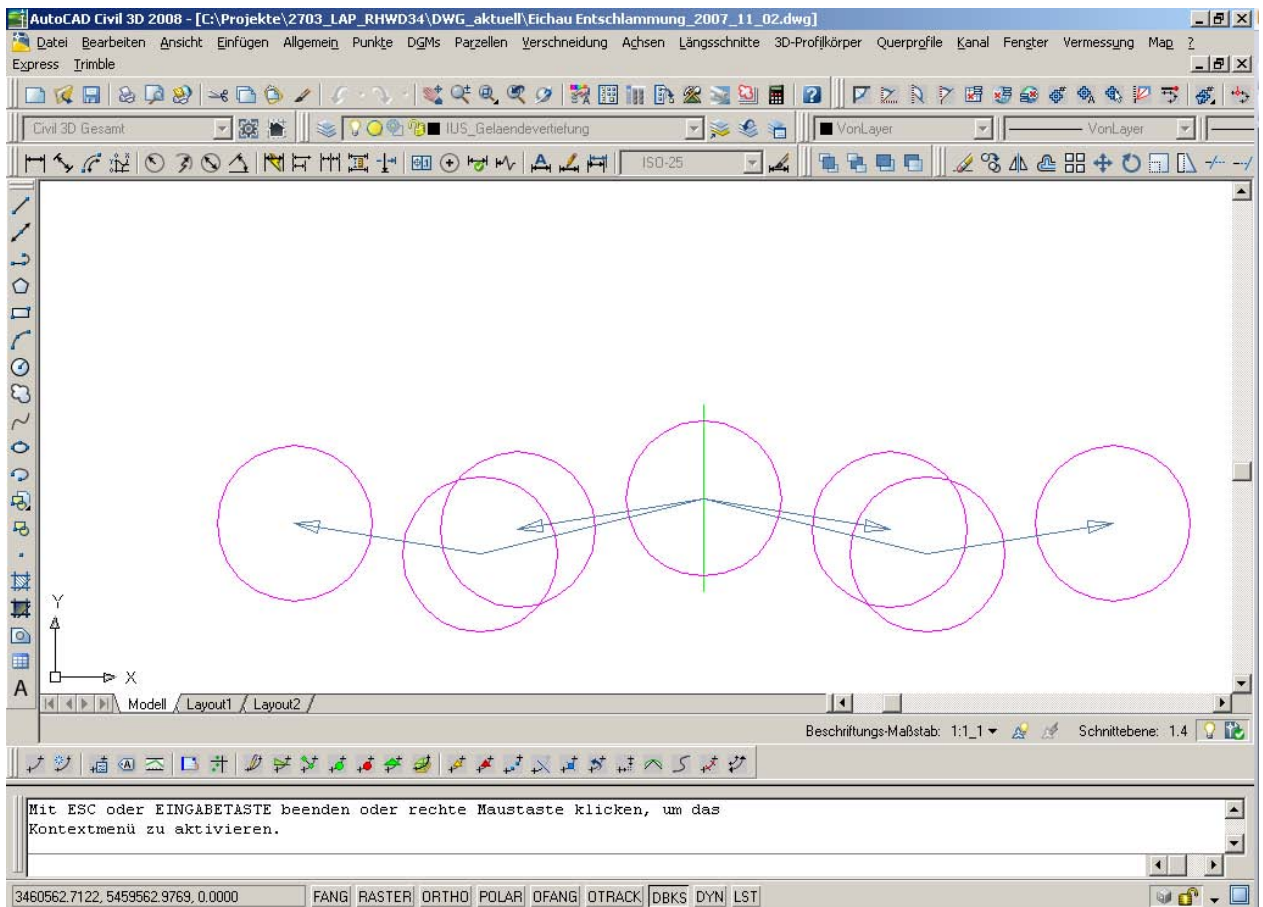 AutoCAD Civil 3D 2008 - [C:\Projekte\2703_LAP_RHWD34\DWG_aktuell\Eichau Entschlammung_2007_11_02.dwg]
Datei Bearbeiten Ansicht Einfügen Allgemein Punkte DGMs Parzellen Verschneidung Achsen Längsschnitte 3D-Profilkörper Querprofile Kanal Fenster Vermessung Map ?
Express Trimble
Civil 3D Gesamt IUS_Gelaendevertiefung VonLayer VonLayer
ISO-25
Y
X
A
Modell Layout1 Layout2
Beschriftungs-Maßstab: 1:1_1 Schnittebene: 1.4
Mit ESC oder EINGABETASTE beenden oder rechte Maustaste klicken, um das
Kontextmenü zu aktivieren.
3460562.7122, 5459562.9769, 0.0000 FANG RASTER ORTHO POLAR OFANG OTRACK DBKS DYN LST